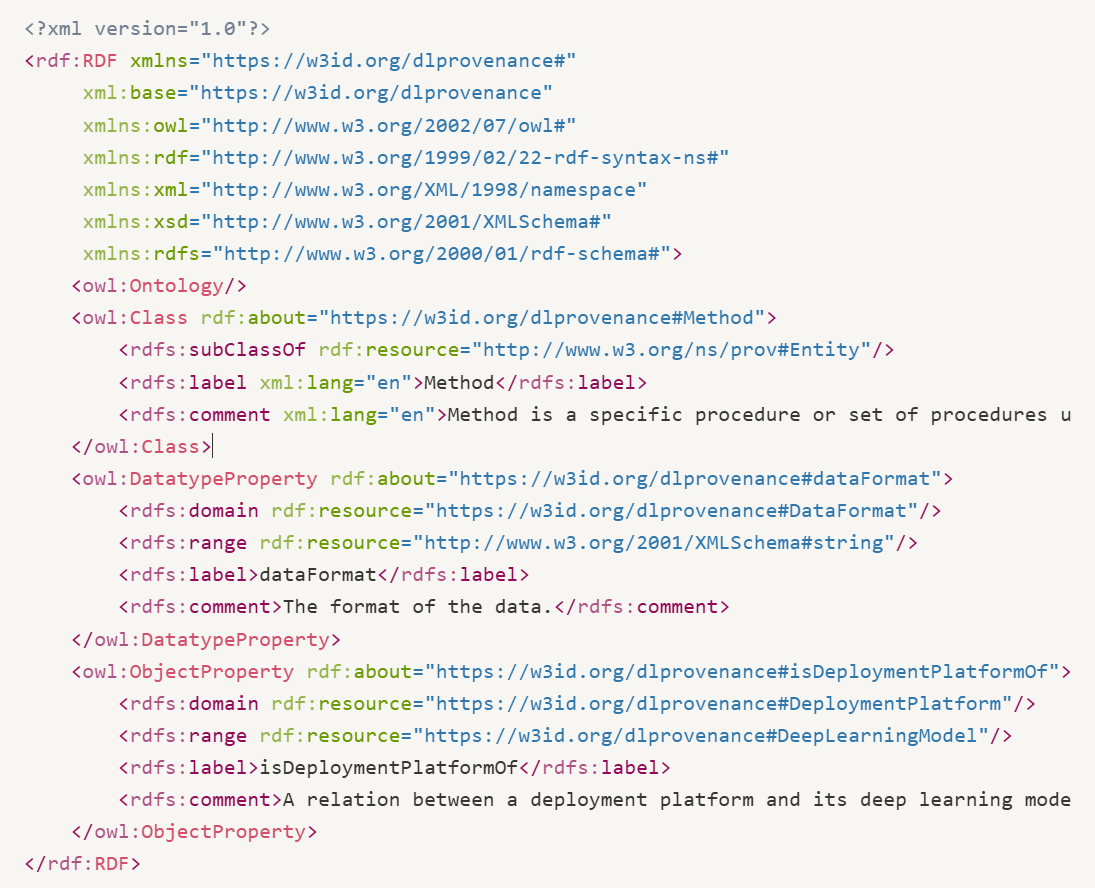 <?xml version="1.0"?>
<rdf:RDF xmlns="https://w3id.org/dlprovenance#"
     xml:base="https://w3id.org/dlprovenance"
     xmlns:owl="http://www.w3.org/2002/07/owl#"
     xmlns:rdf="http://www.w3.org/1999/02/22-rdf-syntax-ns#"
     xmlns:xml="http://www.w3.org/XML/1998/namespace"
     xmlns:xsd="http://www.w3.org/2001/XMLSchema#"
     xmlns:rdfs="http://www.w3.org/2000/01/rdf-schema#">
    <owl:Ontology/>
    <owl:Class rdf:about="https://w3id.org/dlprovenance#Method">
        <rdfs:subClassOf rdf:resource="http://www.w3.org/ns/prov#Entity"/>
        <rdfs:label xml:lang="en">Method</rdfs:label>
        <rdfs:comment xml:lang="en">Method is a specific procedure or set of procedures u
    </owl:Class>
    <owl:DatatypeProperty rdf:about="https://w3id.org/dlprovenance#dataFormat">
        <rdfs:domain rdf:resource="https://w3id.org/dlprovenance#DataFormat"/>
        <rdfs:range rdf:resource="http://www.w3.org/2001/XMLSchema#string"/>
        <rdfs:label>dataFormat</rdfs:label>
        <rdfs:comment>The format of the data.</rdfs:comment>
    </owl:DatatypeProperty>
    <owl:ObjectProperty rdf:about="https://w3id.org/dlprovenance#isDeploymentPlatformOf">
        <rdfs:domain rdf:resource="https://w3id.org/dlprovenance#DeploymentPlatform"/>
        <rdfs:range rdf:resource="https://w3id.org/dlprovenance#DeepLearningModel"/>
        <rdfs:label>isDeploymentPlatformOf</rdfs:label>
        <rdfs:comment>A relation between a deployment platform and its deep learning mode
    </owl:ObjectProperty>
</rdf:RDF>